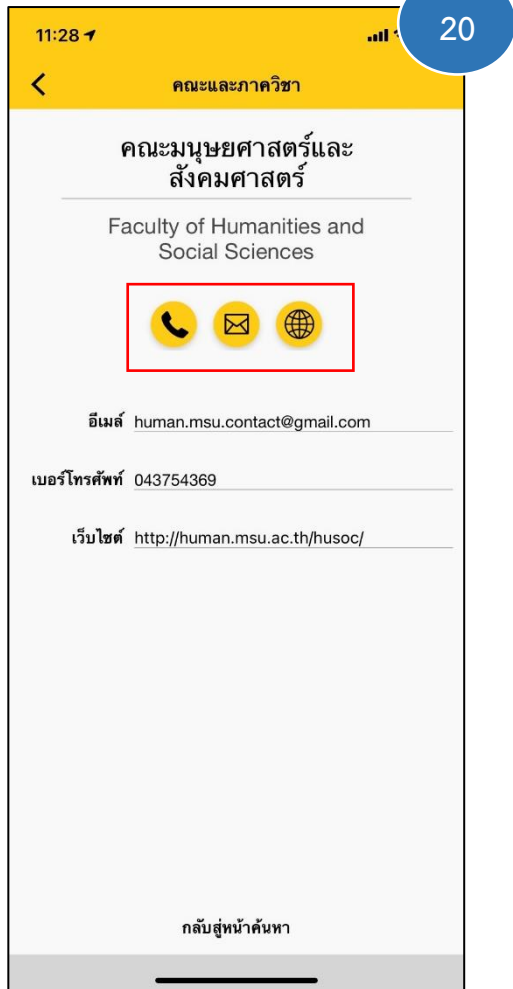 11:28
20
คณะและภาควิชา
คณะมนุษยศาสตร์และ
สังคมศาสตร์
Faculty of Humanities and
Social Sciences
อีเมล์ human.msu.contact@gmail.com
เบอร์โทรศัพท์ 043754369
เว็บไซต์ http://human.msu.ac.th/husoc/
กลับสู่หน้าค้นหา